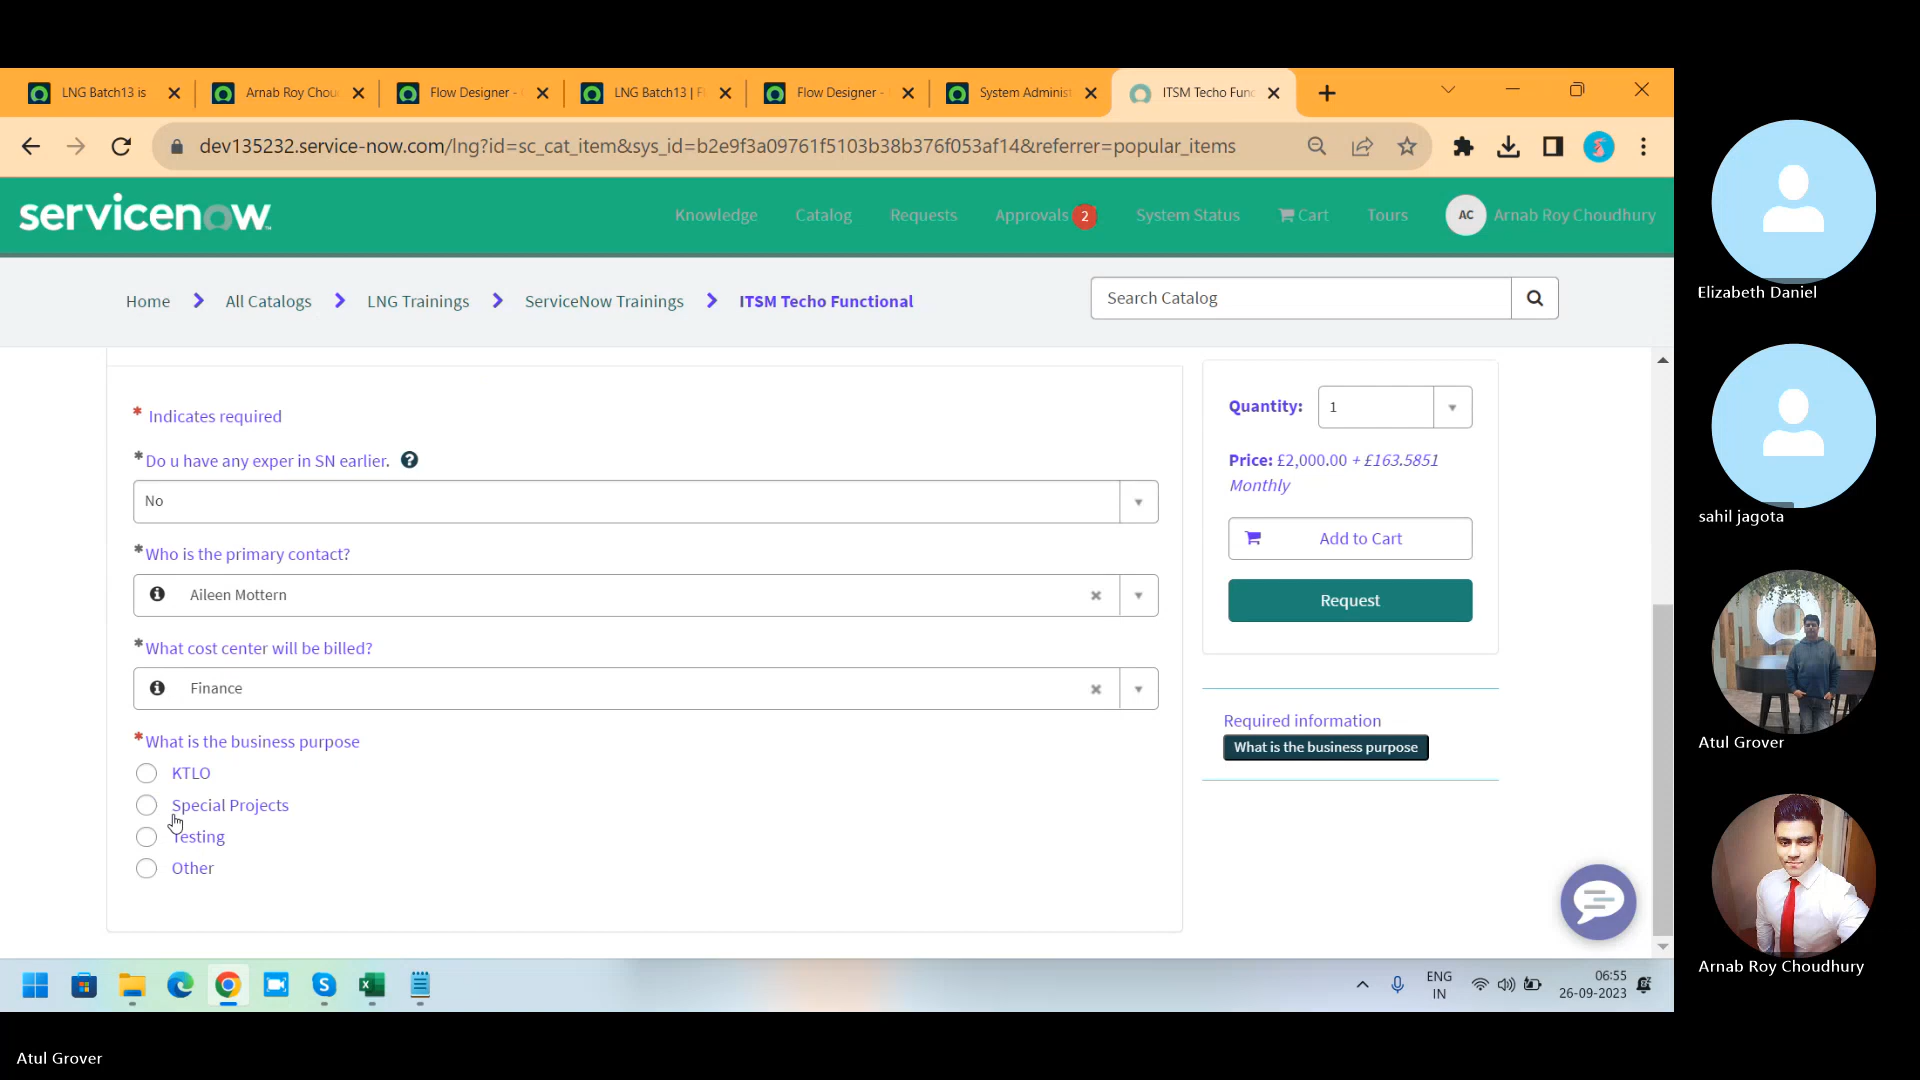 LNG Batch13 is
Arnab Roy Chou
Flow Designer -
LNG Batch13 | F
Flow Designer -
System Administ
ITSM Techo Func
dev135232.service-now.com/lng?id=sc_cat_item&sys_id=b2e9f3a09761f5103b38b376f053af14&referrer=popular_items
servicenow
Knowledge
Catalog
Requests
Approvals 2
System Status
Cart
Tours
AC
Arnab Roy Choudhury
Home
All Catalogs
LNG Trainings
ServiceNow Trainings
ITSM Techo Functional
Search Catalog
* Indicates required
*Do u have any exper in SN earlier.
No
*Who is the primary contact?
Aileen Mottern
*What cost center will be billed?
Finance
*What is the business purpose
KTLO
Special Projects
Testing
Other
Quantity: 1
Price: £2,000.00 + £163.5851
Monthly
Add to Cart
Request
Required information
What is the business purpose
ENG
IN
06:55
26-09-2023
Elizabeth Daniel
sahil jagota
Atul Grover
Arnab Roy Choudhury
Atul Grover